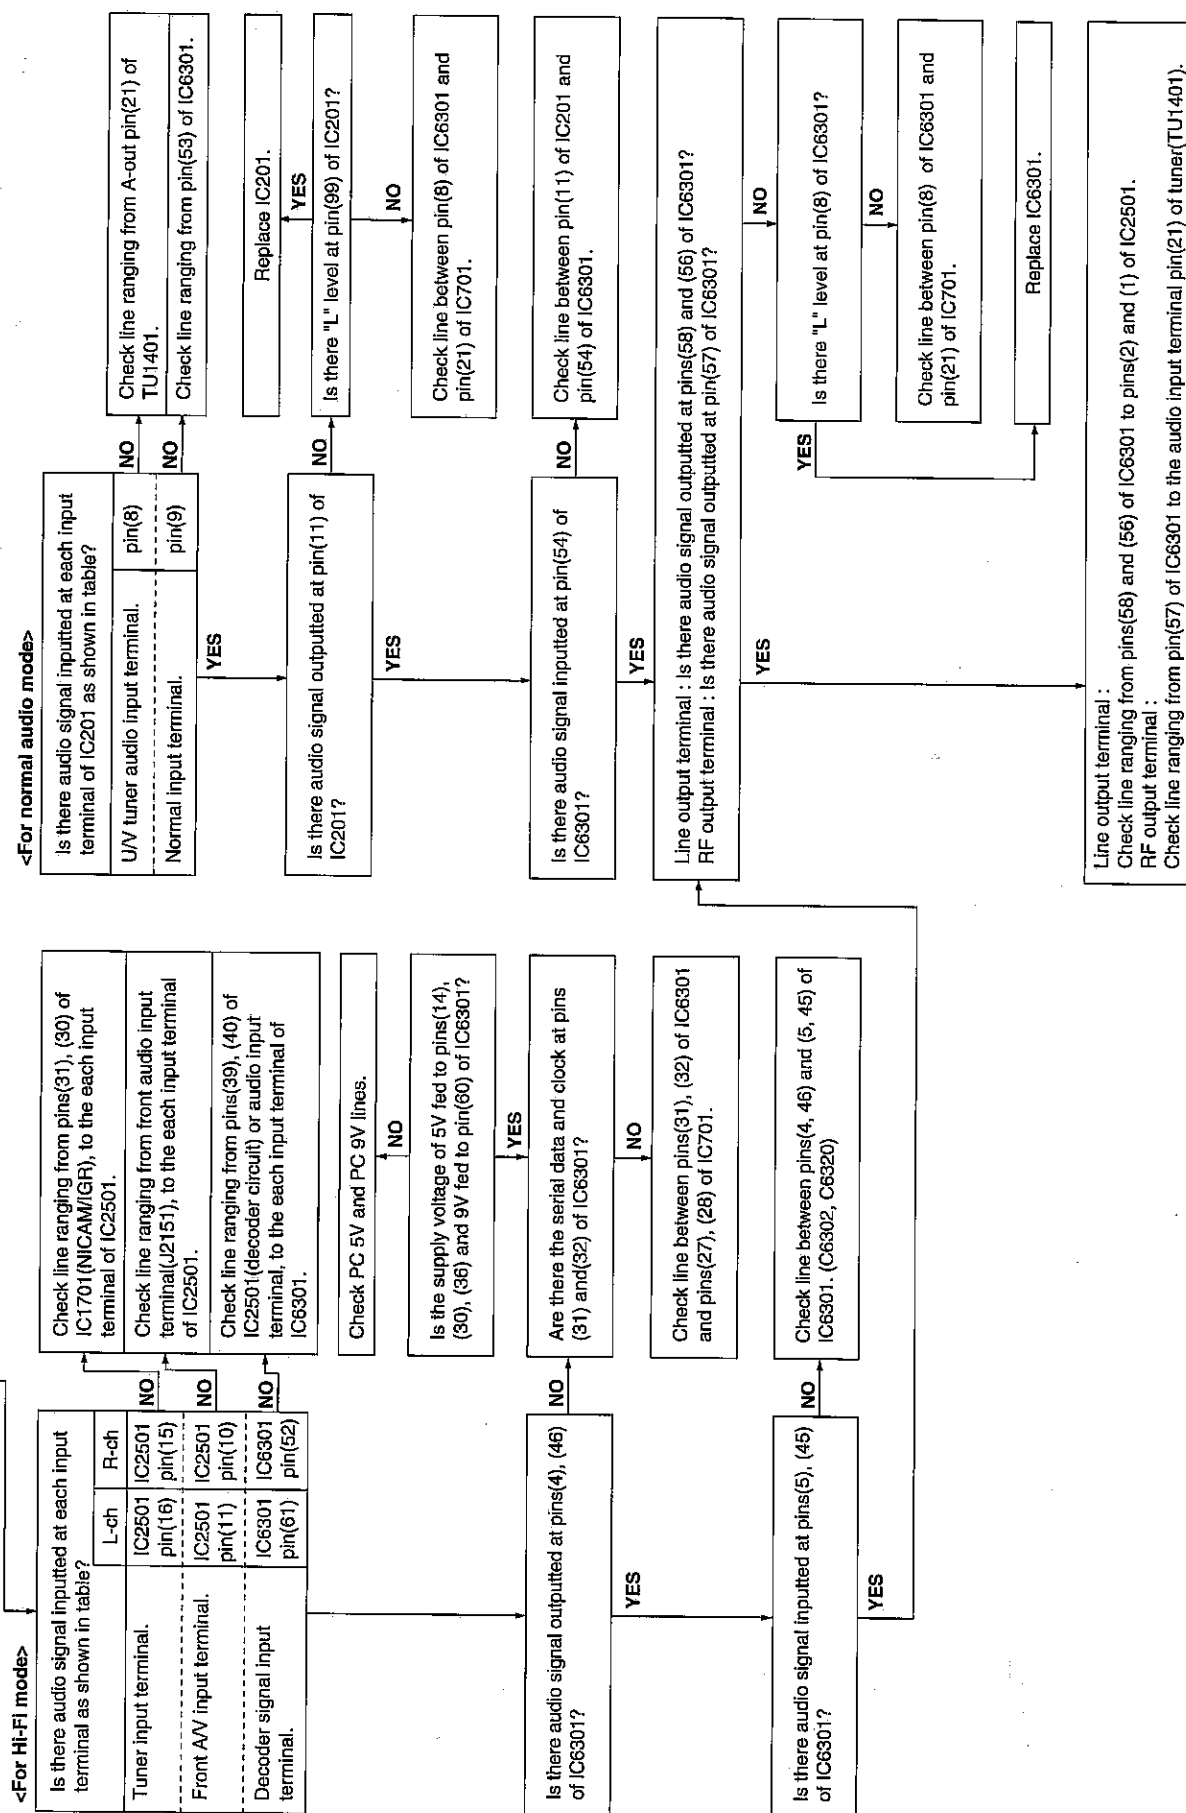 <For Hi-Fi mode>
Is there audio signal inputted at each input
terminal as shown in table?
L-ch
R-ch
Tuner input terminal.
IC2501
pin(16)
IC2501
pin(15)
NO
Front A/V input terminal.
IC2501
pin(11)
IC2501
pin(10)
NO
Decoder signal input
terminal.
IC6301
pin(61)
IC6301
pin(52)
NO
Check line ranging from pins(31), (30) of
IC1701(NICAM/IGR), to the each input
terminal of IC2501.
Check line ranging from front audio input
terminal(J2151), to the each input terminal
of IC2501.
Check line ranging from pins(39), (40) of
IC2501(decoder circuit) or audio input
terminal, to the each input terminal of
IC6301.
Check PC 5V and PC 9V lines.
NO
Is the supply voltage of 5V fed to pins(14),
(30), (36) and 9V fed to pin(60) of IC6301?
YES
Is there audio signal outputted at pins(4), (46)
of IC6301?
NO
Are there the serial data and clock at pins
(31) and(32) of IC6301?
NO
Check line between pins(31), (32) of IC6301
and pins(27), (28) of IC701.
YES
Is there audio signal inputted at pins(5), (45)
of IC6301?
NO
Check line between pins(4, 46) and (5, 45) of
IC6301. (C6302, C6320)
YES
<For normal audio mode>
Is there audio signal inputted at each input
terminal of IC201 as shown in table?
U/V tuner audio input terminal.
pin(8)
NO
Normal input terminal.
pin(9)
NO
Check line ranging from A-out pin(21) of
TU1401.
Check line ranging from pin(53) of IC6301.
YES
Replace IC201.
YES
Is there audio signal outputted at pin(11) of
IC201?
NO
Is there "L" level at pin(99) of IC201?
NO
Check line between pin(8) of IC6301 and
pin(21) of IC701.
YES
Is there audio signal inputted at pin(54) of
IC6301?
NO
Check line between pin(11) of IC201 and
pin(54) of IC6301.
YES
Line output terminal : Is there audio signal outputted at pins(58) and (56) of IC6301?
RF output terminal : Is there audio signal outputted at pin(57) of IC6301?
NO
Is there "L" level at pin(8) of IC6301?
YES
NO
Check line between pin(8) of IC6301 and
pin(21) of IC701.
Replace IC6301.
YES
Line output terminal :
Check line ranging from pins(58) and (56) of IC6301 to pins(2) and (1) of IC2501.
RF output terminal :
Check line ranging from pin(57) of IC6301 to the audio input terminal pin(21) of tuner(TU1401).